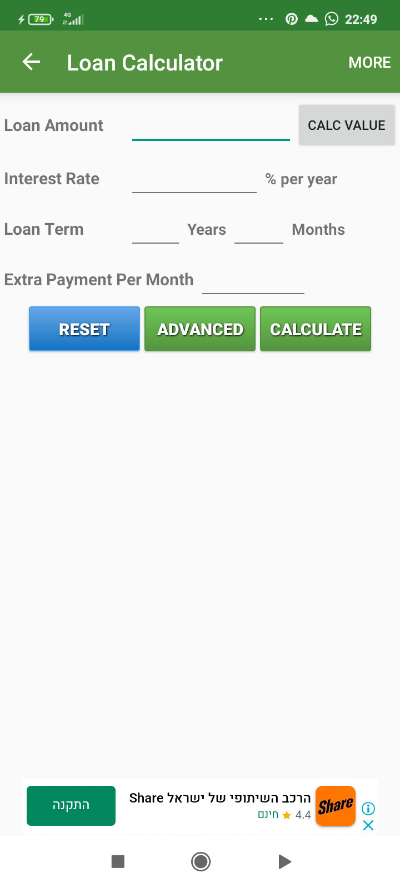 79 4G 22:49
Loan Calculator MORE
Loan Amount CALC VALUE
Interest Rate % per year
Loan Term Years Months
Extra Payment Per Month
RESET ADVANCED CALCULATE
התקנה
הרכב השיתופי של ישראל Share
4.4 ★ חינם
Share